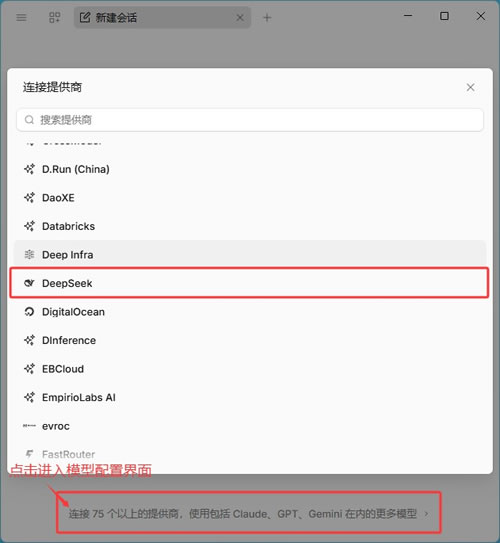 新建会话
连接提供商
搜索提供商
D.Run (China)
DaoXE
Databricks
Deep Infra
DeepSeek
DigitalOcean
DInference
EBCloud
EmpirioLabs AI
evroc
FastRouter
点击进入模型配置界面
连接 75 个以上的提供商，使用包括 Claude、GPT、Gemini 在内的更多模型